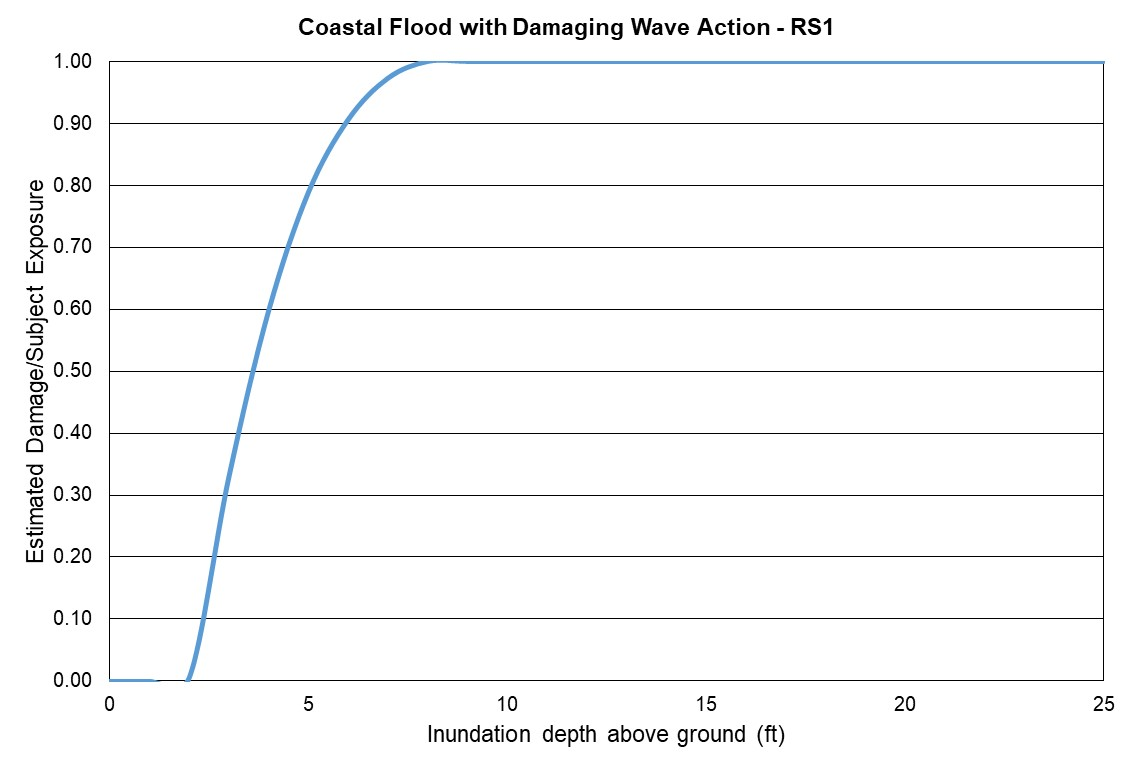 Coastal Flood with Damaging Wave Action - RS1
Estimated Damage/Subject Exposure
1.00
0.90
0.80
0.70
0.60
0.50
0.40
0.30
0.20
0.10
0.00
0 5 10 15 20 25
Inundation depth above ground (ft)